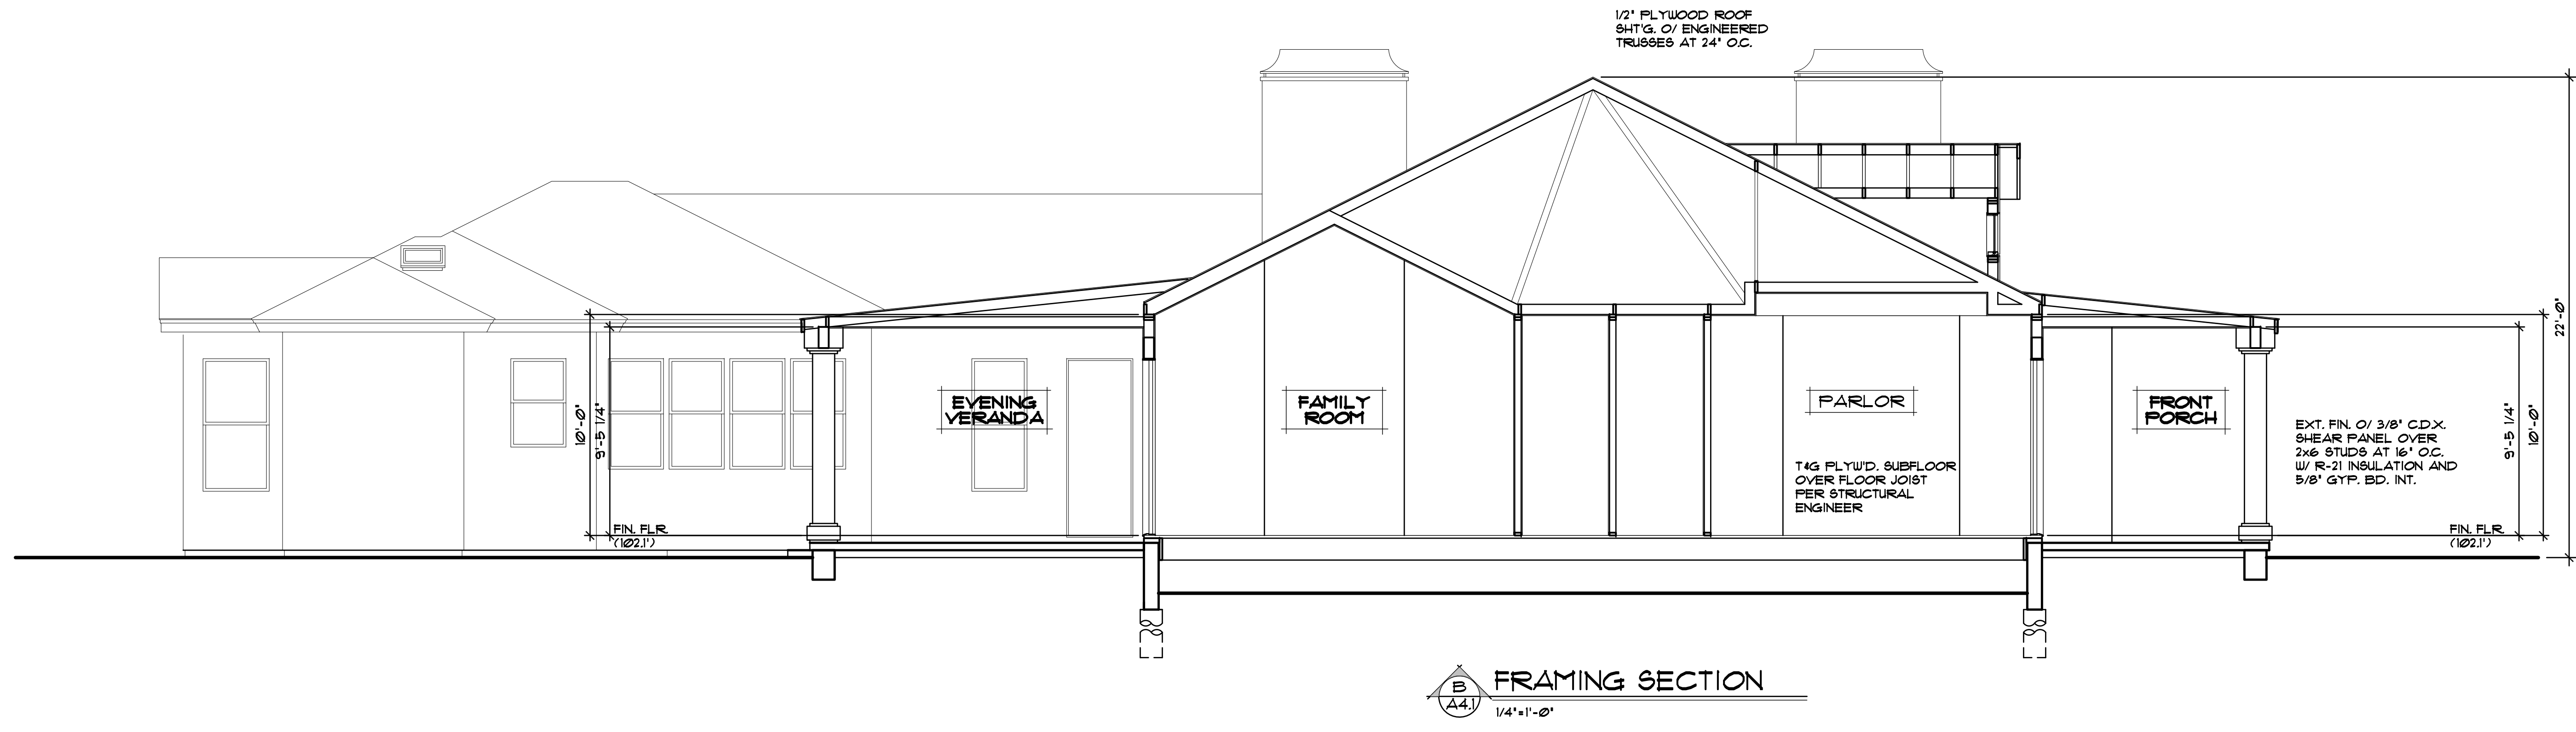 1/2" PLYWOOD ROOF
SHT'G. O/ ENGINEERED
TRUSSES AT 24" O.C.
22'-0"
10'-0"
9'-5 1/4"
EVENING
VERANDA
FAMILY
ROOM
PARLOR
FRONT
PORCH
T&G PLYW'D. SUBFLOOR
OVER FLOOR JOIST
PER STRUCTURAL
ENGINEER
EXT. FIN. O/ 3/8" C.D.X.
SHEAR PANEL OVER
2x6 STUDS AT 16" O.C.
W/ R-21 INSULATION AND
5/8" GYP. BD. INT.
9'-5 1/4"
10'-0"
FIN. FLR.
(102.1')
FIN. FLR.
(102.1')
B
A4.1
FRAMING SECTION
1/4"=1'-0"